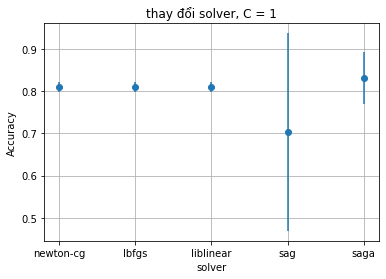 thay đổi solver, C = 1
Accuracy
0.9
0.8
0.7
0.6
0.5
newton-cg lbfgs liblinear sag saga
solver